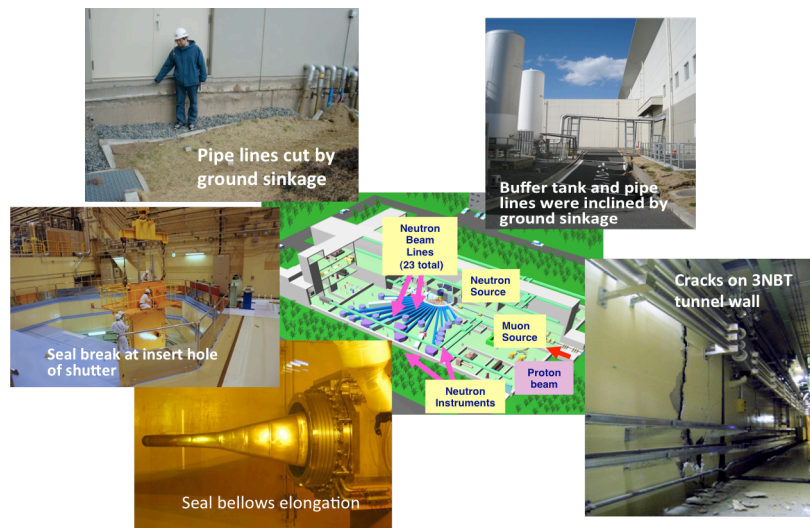 Pipe lines cut by
ground sinkage
Buffer tank and pipe
lines were inclined by
ground sinkage
Neutron
Beam
Lines
(23 total)
Neutron
Source
Muon
Source
Proton
beam
Neutron
Instruments
Cracks on 3NBT
tunnel wall
Seal break at insert hole
of shutter
Seal bellows elongation